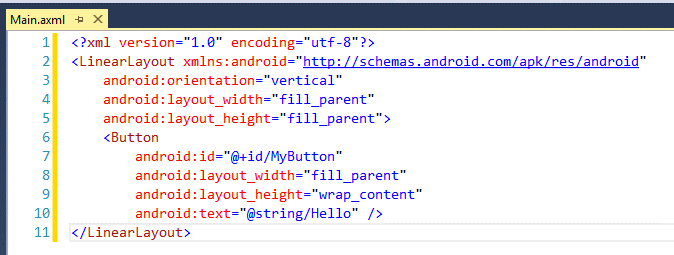 Main.axml
1 <?xml version="1.0" encoding="utf-8"?>
2 <LinearLayout xmlns:android="http://schemas.android.com/apk/res/android"
3     android:orientation="vertical"
4     android:layout_width="fill_parent"
5     android:layout_height="fill_parent">
6     <Button
7         android:id="@+id/MyButton"
8         android:layout_width="fill_parent"
9         android:layout_height="wrap_content"
10         android:text="@string/Hello" />
11 </LinearLayout>